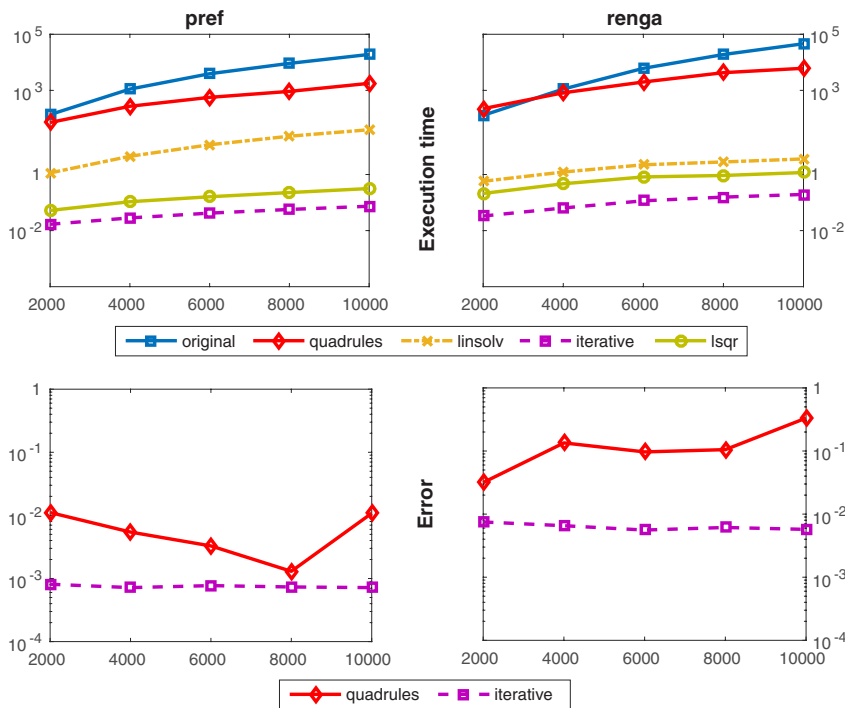 pref
renga
10^5
10^3
1
10^-2
2000 4000 6000 8000 10000
Execution time
10^5
10^3
1
10^-2
2000 4000 6000 8000 10000
original quadrules linsolv iterative lsqr
1
10^-1
10^-2
10^-3
10^-4
2000 4000 6000 8000 10000
Error
1
10^-1
10^-2
10^-3
10^-4
2000 4000 6000 8000 10000
quadrules iterative